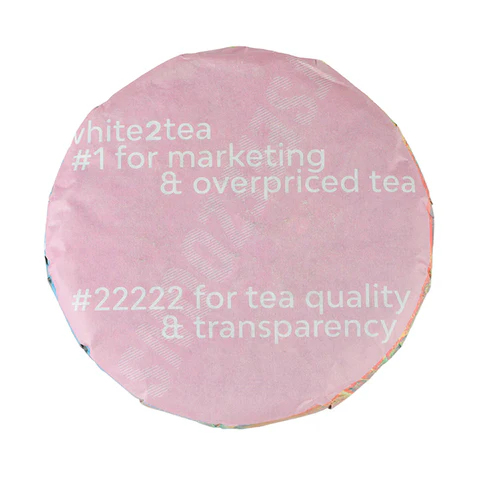 white2tea
#1 for marketing
& overpriced tea
#22222 for tea quality
& transparency